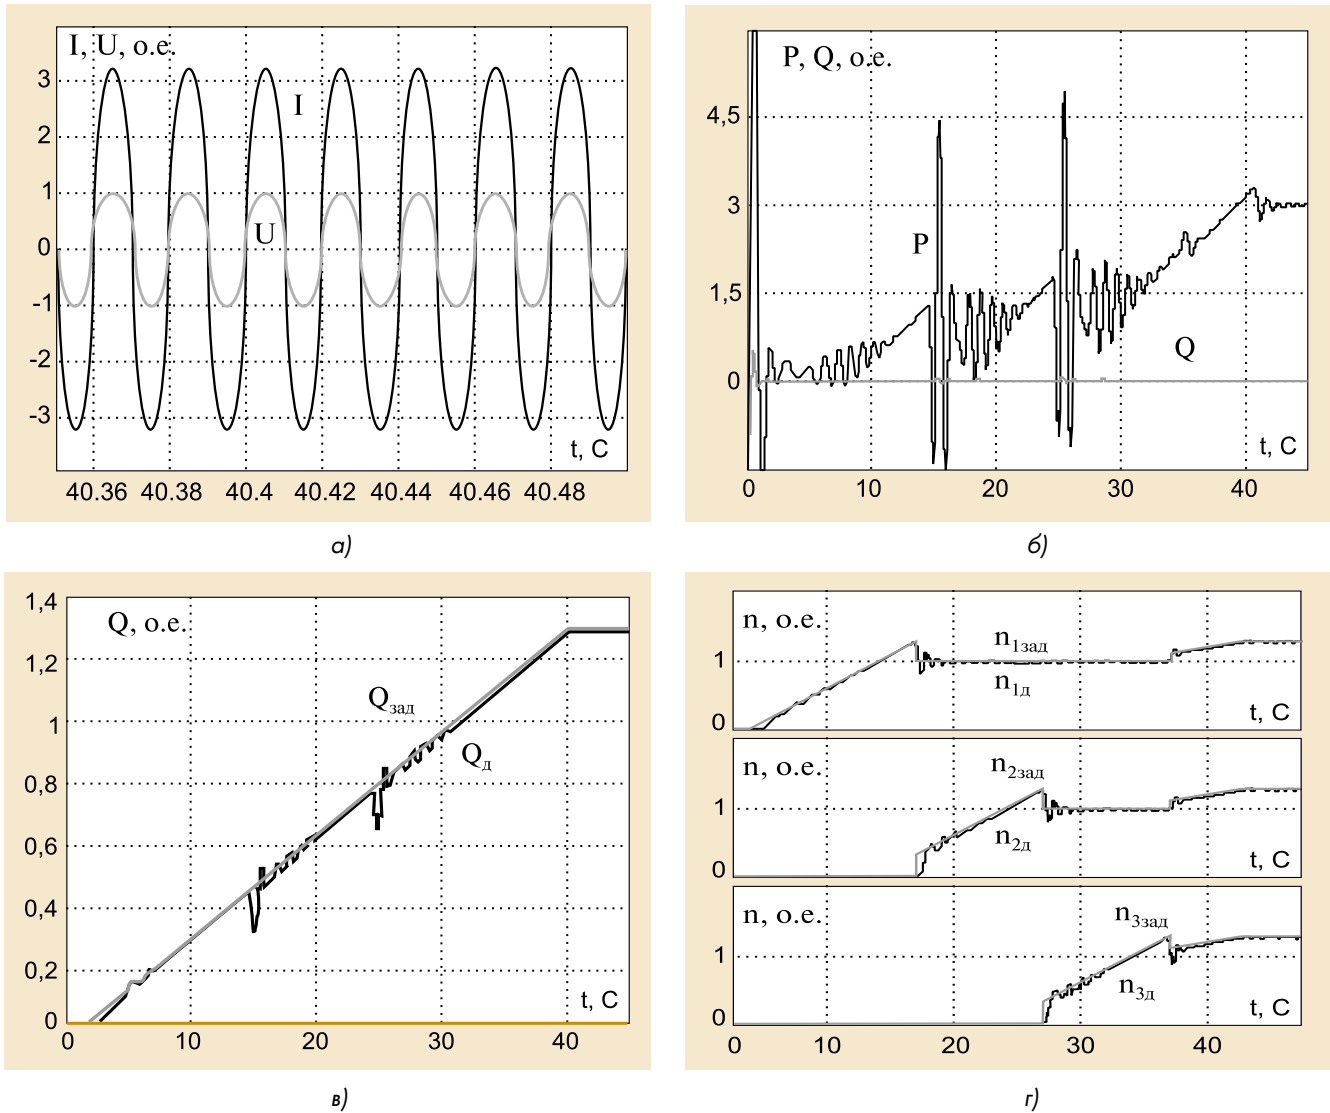 I, U, о.е.
3
2
1
0
-1
-2
-3
I
U
t, С
40.36 40.38 40.4 40.42 40.44 40.46 40.48
а)
P, Q, о.е.
4,5
3
1,5
0
P
Q
t, С
0 10 20 30 40
б)
1,4
1,2
1
0,8
0,6
0,4
0,2
0
Q, о.е.
Qзад
Qд
t, С
0 10 20 30 40
в)
n, о.е.
1
0
n1зад
n1д
t, С
n, о.е.
1
0
n2зад
n2д
t, С
n, о.е.
1
0
n3зад
n3д
t, С
0 10 20 30 40
г)